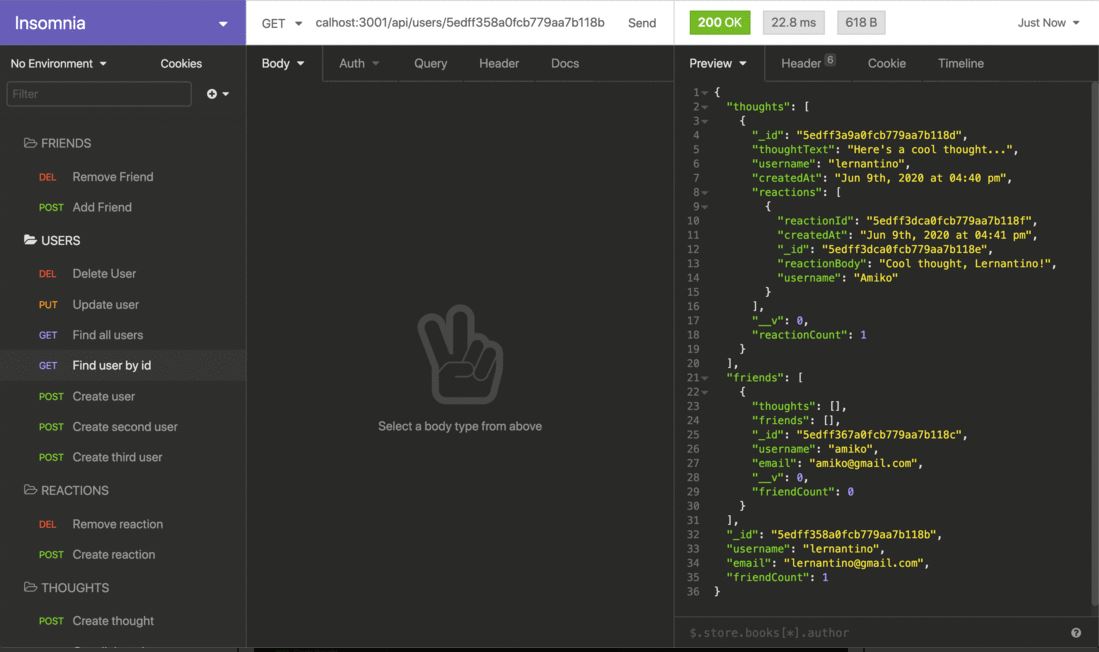 Insomnia
GET calhost:3001/api/users/5edff358a0fcb779aa7b118b Send
200 OK 22.8 ms 618 B Just Now
No Environment Cookies
Body Auth Query Header Docs
Preview Header 6 Cookie Timeline
Filter
FRIENDS
DEL Remove Friend
POST Add Friend
USERS
DEL Delete User
PUT Update user
GET Find all users
GET Find user by id
POST Create user
POST Create second user
POST Create third user
REACTIONS
DEL Remove reaction
POST Create reaction
THOUGHTS
POST Create thought
Select a body type from above
1 {
2 "thoughts": [
3 {
4 "_id": "5edff3a9a0fcb779aa7b118d",
5 "thoughtText": "Here's a cool thought...",
6 "username": "lernantino",
7 "createdAt": "Jun 9th, 2020 at 04:40 pm",
8 "reactions": [
9 {
10 "reactionId": "5edff3dca0fcb779aa7b118f",
11 "createdAt": "Jun 9th, 2020 at 04:41 pm",
12 "_id": "5edff3dca0fcb779aa7b118e",
13 "reactionBody": "Cool thought, Lernantino!",
14 "username": "Amiko"
15 }
16 ],
17 "__v": 0,
18 "reactionCount": 1
19 }
20 ],
21 "friends": [
22 {
23 "thoughts": [],
24 "friends": [],
25 "_id": "5edff367a0fcb779aa7b118c",
26 "username": "amiko",
27 "email": "amiko@gmail.com",
28 "__v": 0,
29 "friendCount": 0
30 }
31 ],
32 "_id": "5edff358a0fcb779aa7b118b",
33 "username": "lernantino",
34 "email": "lernantino@gmail.com",
35 "friendCount": 1
36 }
$.store.books[*].author